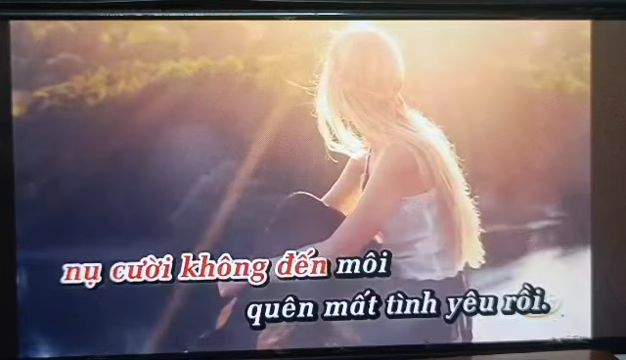 nụ cười không đến môi
quên mất tình yêu rồi.